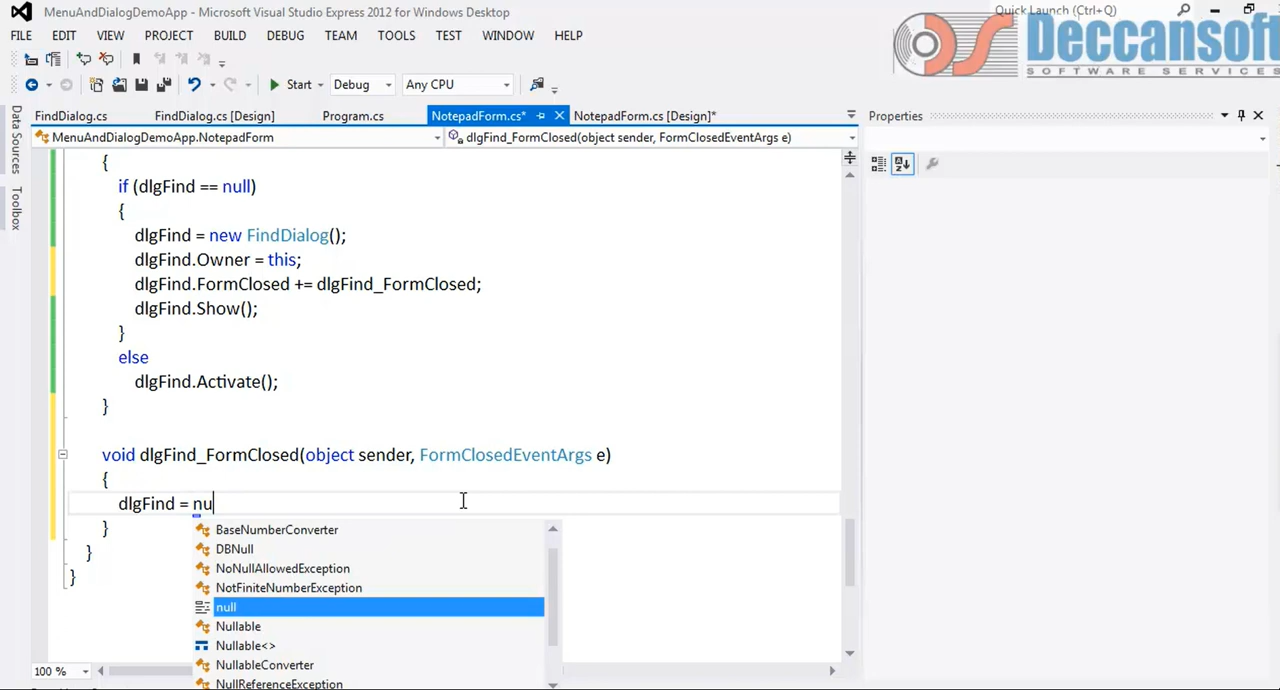 MenuAndDialogDemoApp - Microsoft Visual Studio Express 2012 for Windows Desktop
Quick Launch (Ctrl+Q)
Deccansoft
SOFTWARE SERVICES
FILE EDIT VIEW PROJECT BUILD DEBUG TEAM TOOLS TEST WINDOW HELP
Start Debug Any CPU
Data Sources
Toolbox
FindDialog.cs FindDialog.cs [Design] Program.cs NotepadForm.cs* NotepadForm.cs [Design]*
Properties
MenuAndDialogDemoApp.NotepadForm dlgFind_FormClosed(object sender, FormClosedEventArgs e)
{
if (dlgFind == null)
{
dlgFind = new FindDialog();
dlgFind.Owner = this;
dlgFind.FormClosed += dlgFind_FormClosed;
dlgFind.Show();
}
else
dlgFind.Activate();
}
void dlgFind_FormClosed(object sender, FormClosedEventArgs e)
{
dlgFind = nu
}
}
}
BaseNumberConverter
DBNull
NoNullAllowedException
NotFiniteNumberException
null
Nullable
Nullable<>
NullableConverter
NullReferenceException
100 %